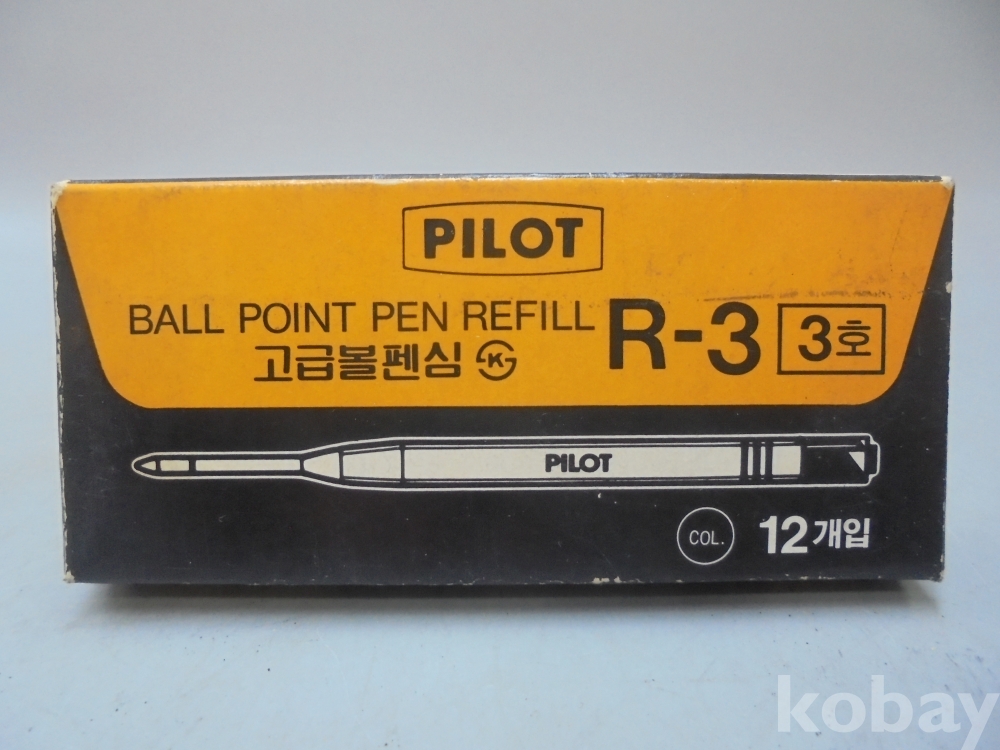 PILOT
BALL POINT PEN REFILL R-3 3호
고급볼펜심 K
PILOT
COL. 12개입
kobay